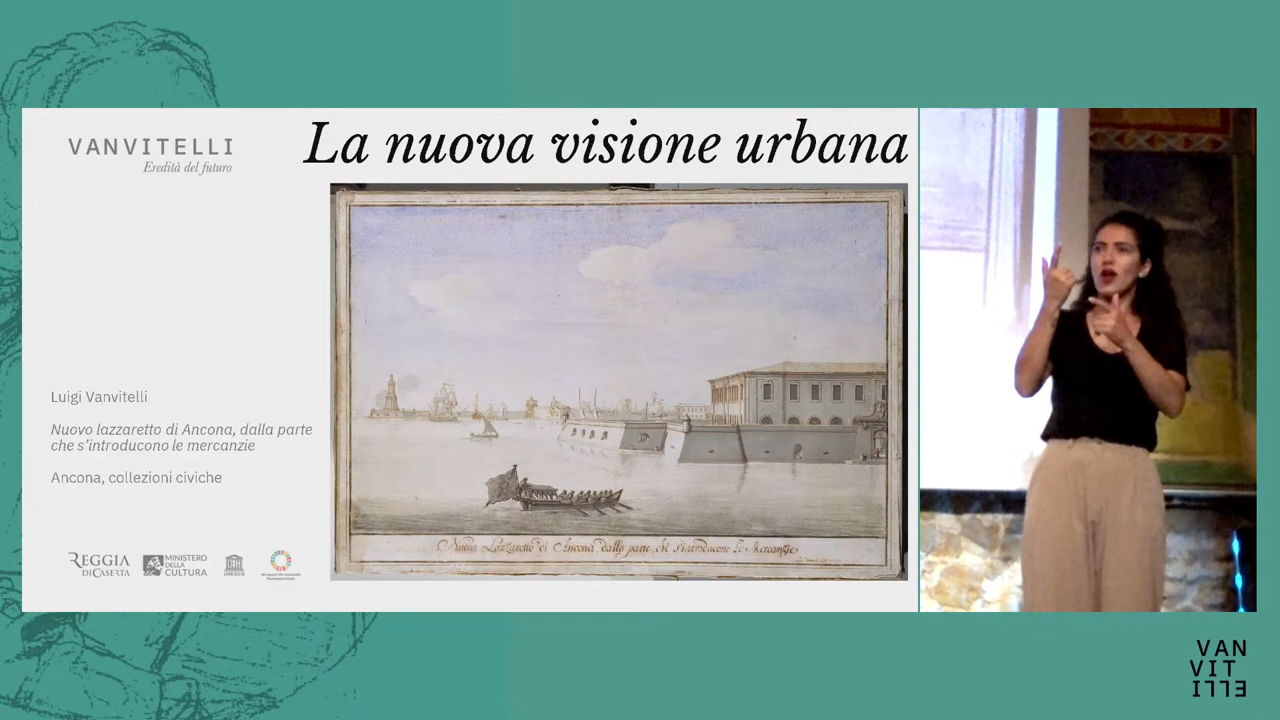 VANVITELLI
Eredità del futuro
La nuova visione urbana
Luigi Vanvitelli
Nuovo lazzaretto di Ancona, dalla parte
che s'introducono le mercanzie
Ancona, collezioni civiche
Nuovo Lazzaretto di Ancona dalla parte, che s'introducono le Mercanzie
REGGIA
DI CASERTA
MINISTERO
DELLA
CULTURA
UNESCO
VAN
VIT
ELLI